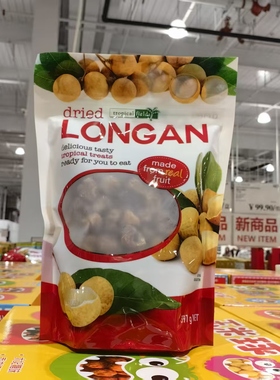 dried
tropical
LONGAN
delicious tasty
tropical treats
ready for you to eat
made
from real
fruit
新商品
NEW ITEM